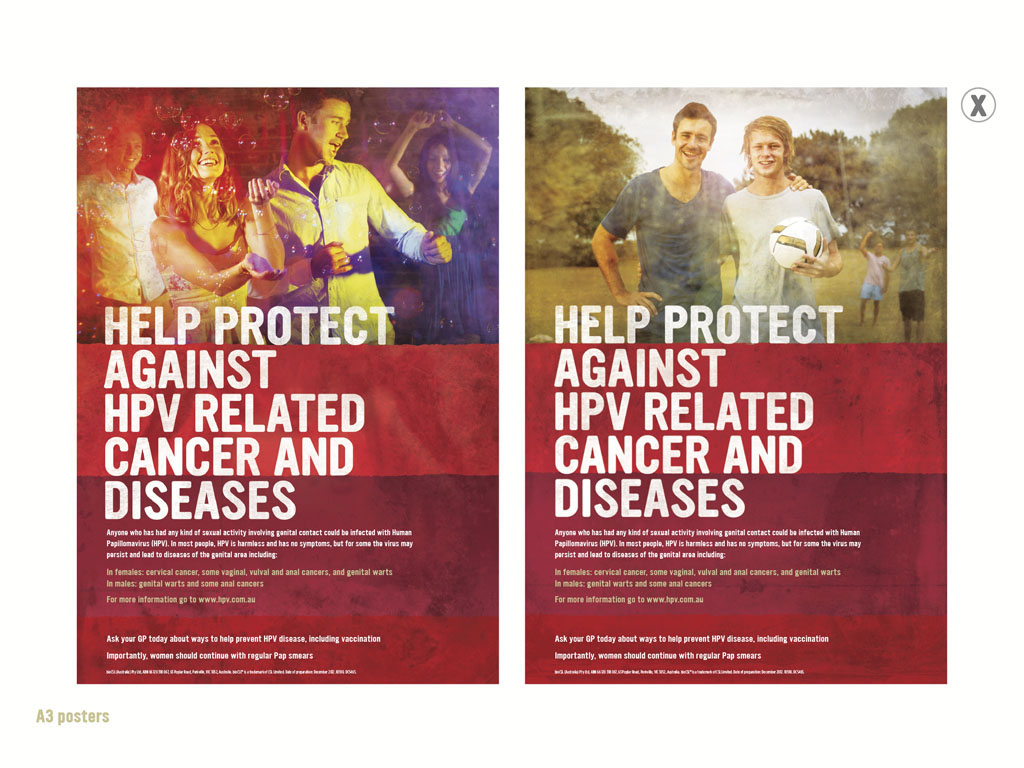 X
HELP PROTECT
AGAINST
HPV RELATED
CANCER AND
DISEASES
Anyone who has had any kind of sexual activity involving genital contact could be infected with Human
Papillomavirus (HPV). In most people, HPV is harmless and has no symptoms, but for some the virus may
persist and lead to diseases of the genital area including:
In females: cervical cancer, some vaginal, vulval and anal cancers, and genital warts
In males: genital warts and some anal cancers
For more information go to www.hpv.com.au
Ask your GP today about ways to help prevent HPV disease, including vaccination
Importantly, women should continue with regular Pap smears
HELP PROTECT
AGAINST
HPV RELATED
CANCER AND
DISEASES
Anyone who has had any kind of sexual activity involving genital contact could be infected with Human
Papillomavirus (HPV). In most people, HPV is harmless and has no symptoms, but for some the virus may
persist and lead to diseases of the genital area including:
In females: cervical cancer, some vaginal, vulval and anal cancers, and genital warts
In males: genital warts and some anal cancers
For more information go to www.hpv.com.au
Ask your GP today about ways to help prevent HPV disease, including vaccination
Importantly, women should continue with regular Pap smears
A3 posters